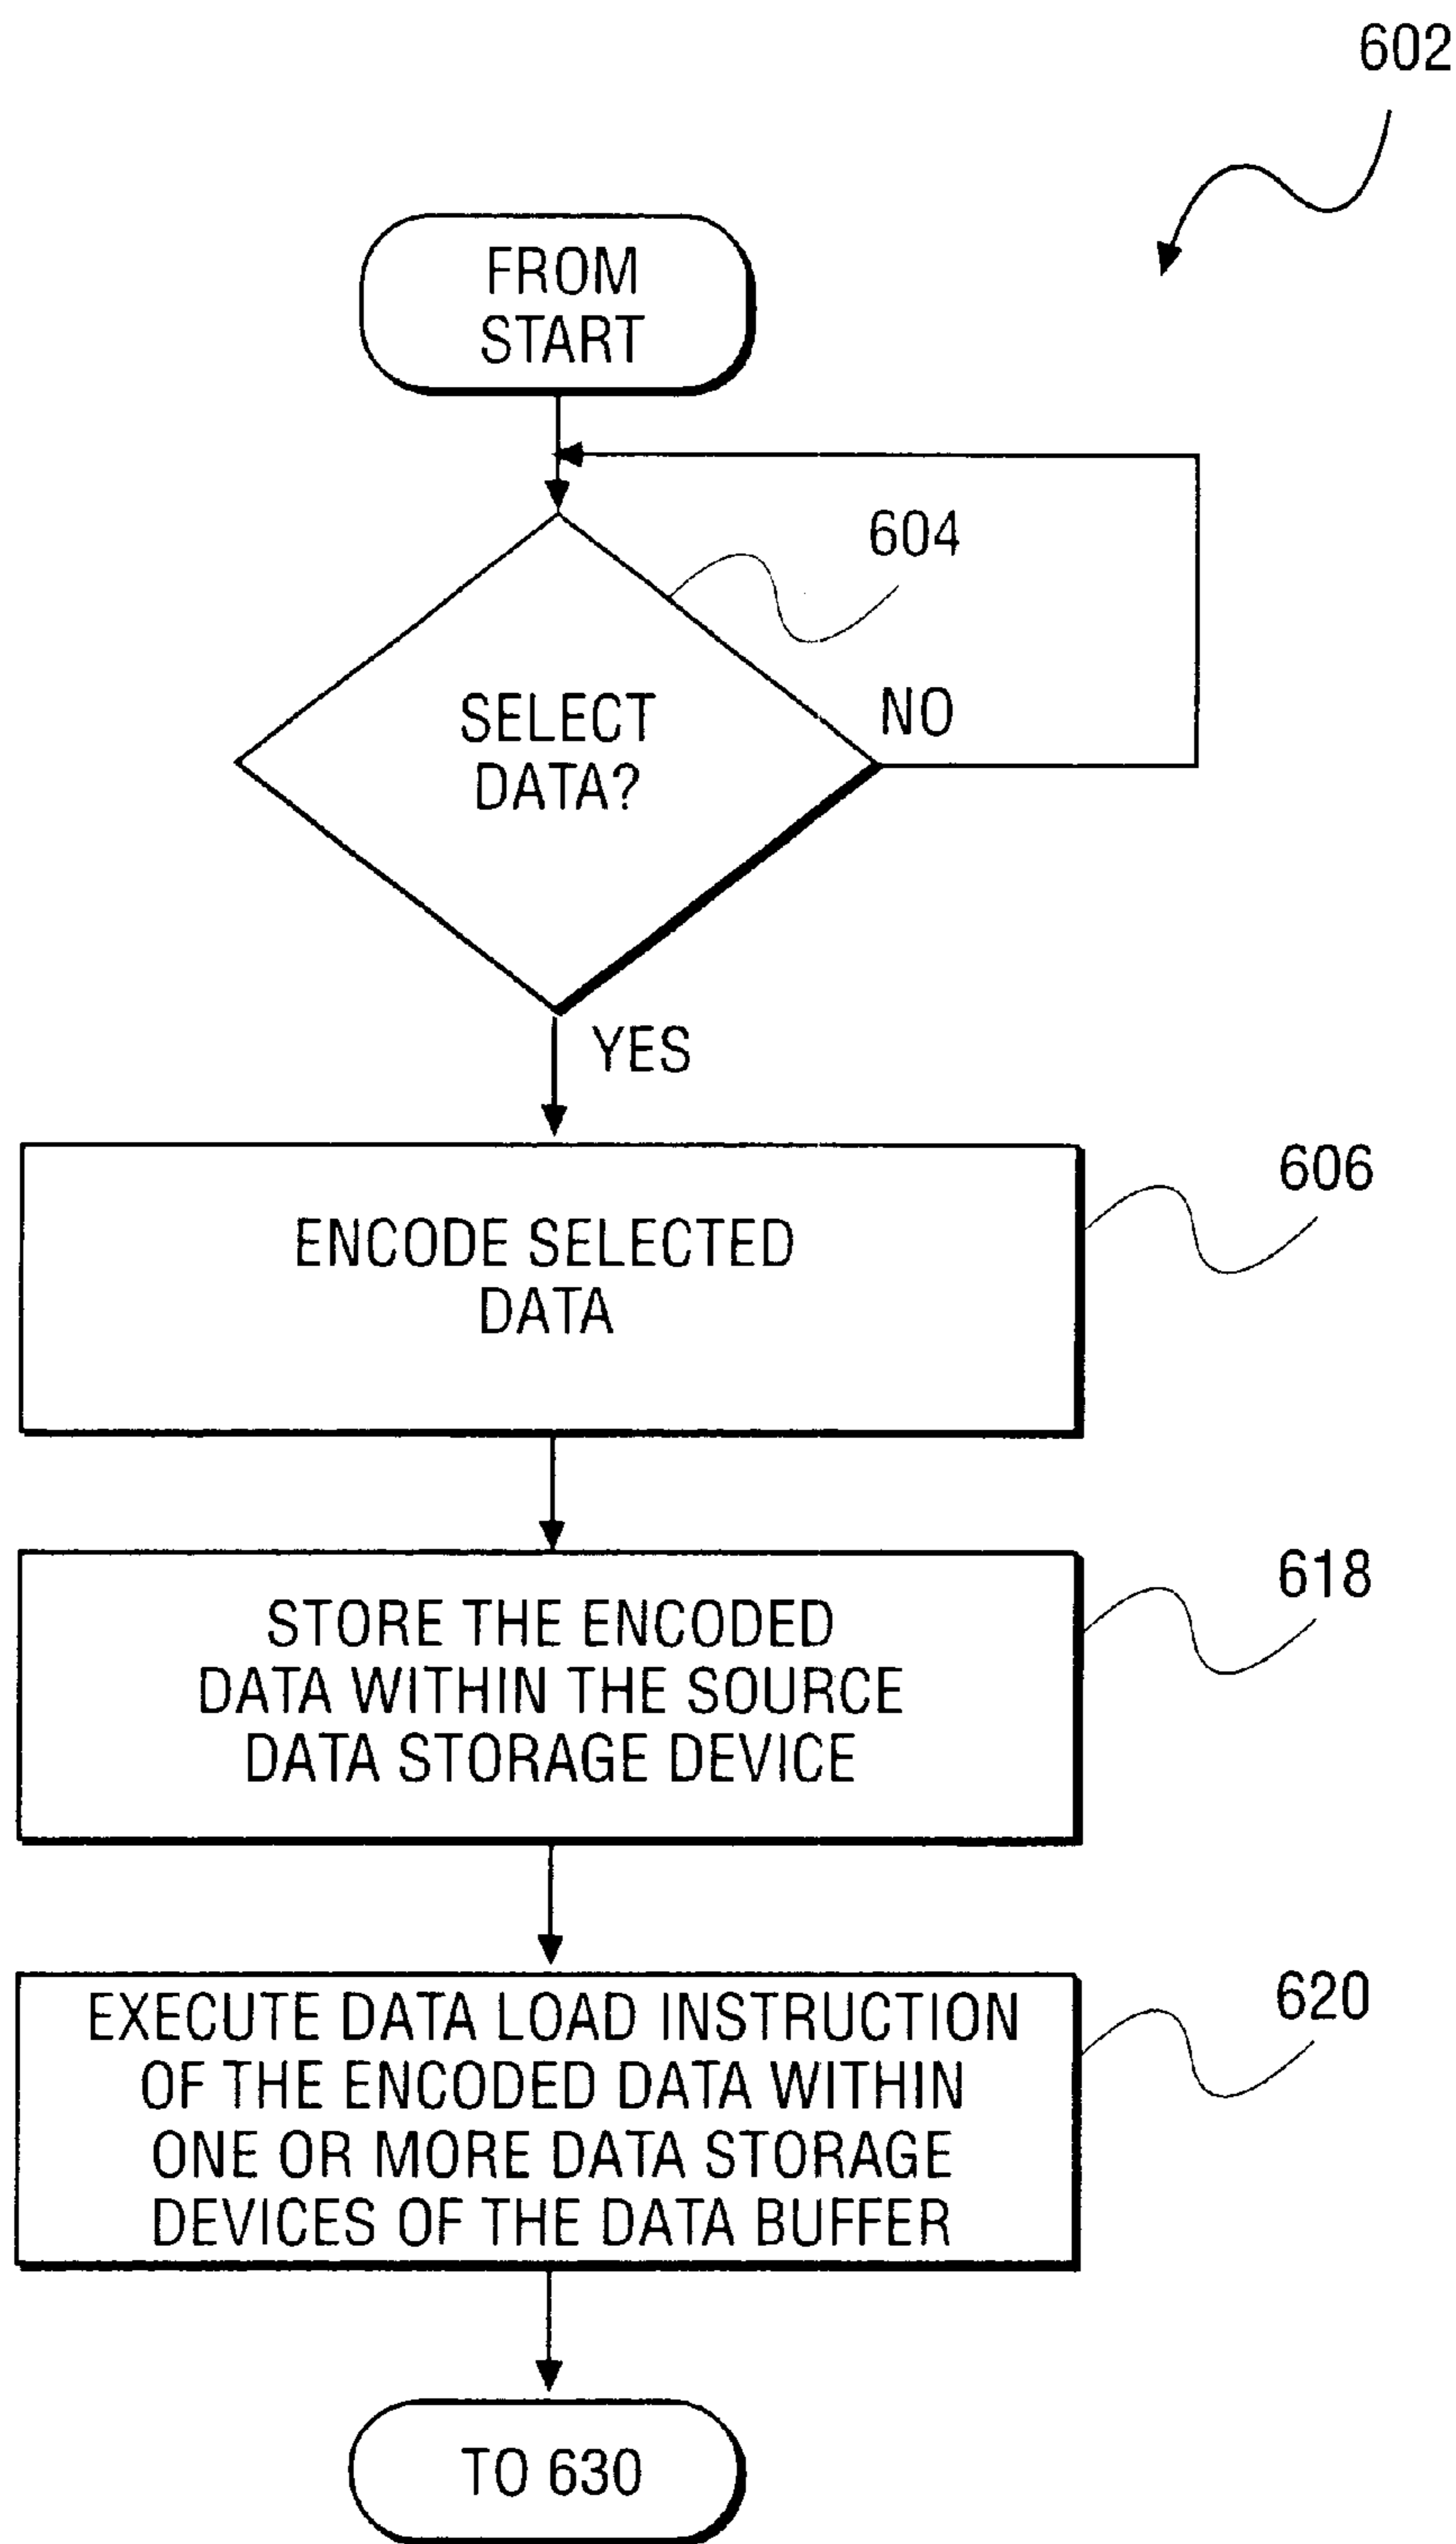 602
FROM
START
604
SELECT
DATA?
NO
YES
606
ENCODE SELECTED
DATA
618
STORE THE ENCODED
DATA WITHIN THE SOURCE
DATA STORAGE DEVICE
620
EXECUTE DATA LOAD INSTRUCTION
OF THE ENCODED DATA WITHIN
ONE OR MORE DATA STORAGE
DEVICES OF THE DATA BUFFER
TO 630